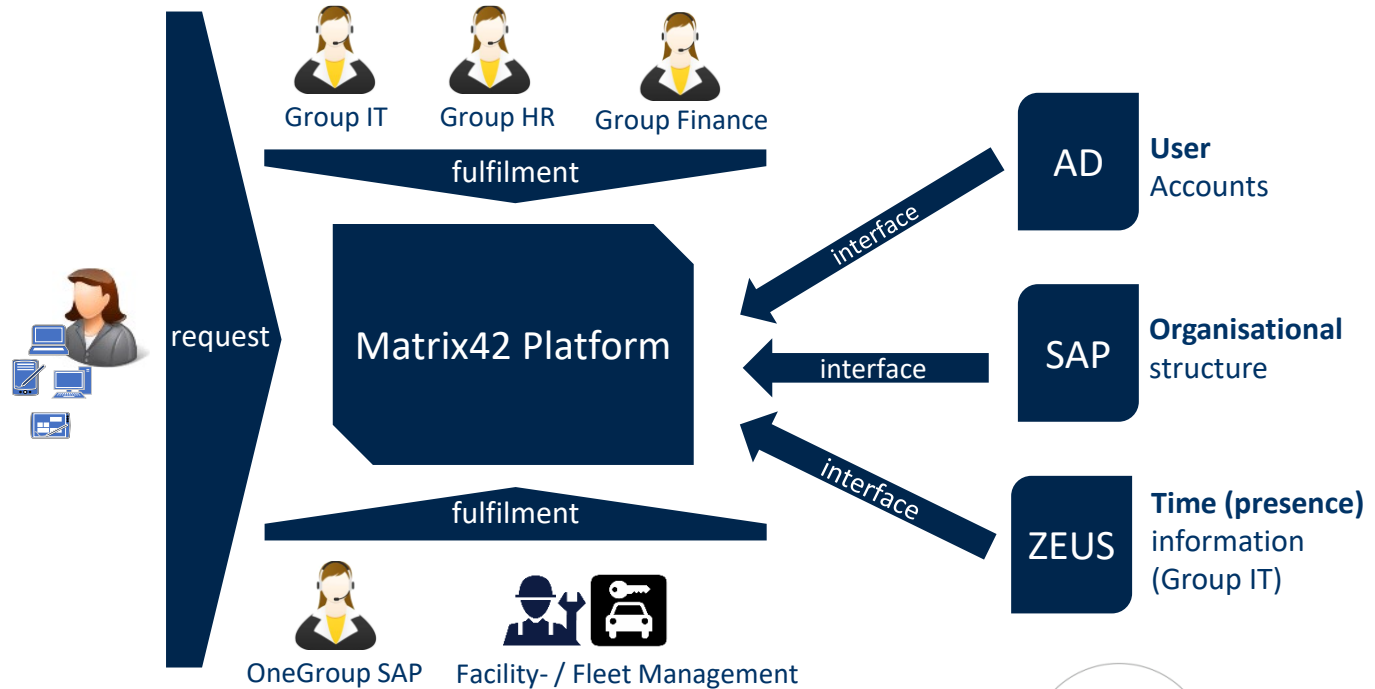 Group IT
Group HR
Group Finance
fulfilment
request
Matrix42 Platform
fulfilment
OneGroup SAP
Facility- / Fleet Management
interface
AD
User
Accounts
interface
SAP
Organisational
structure
interface
ZEUS
Time (presence)
information
(Group IT)